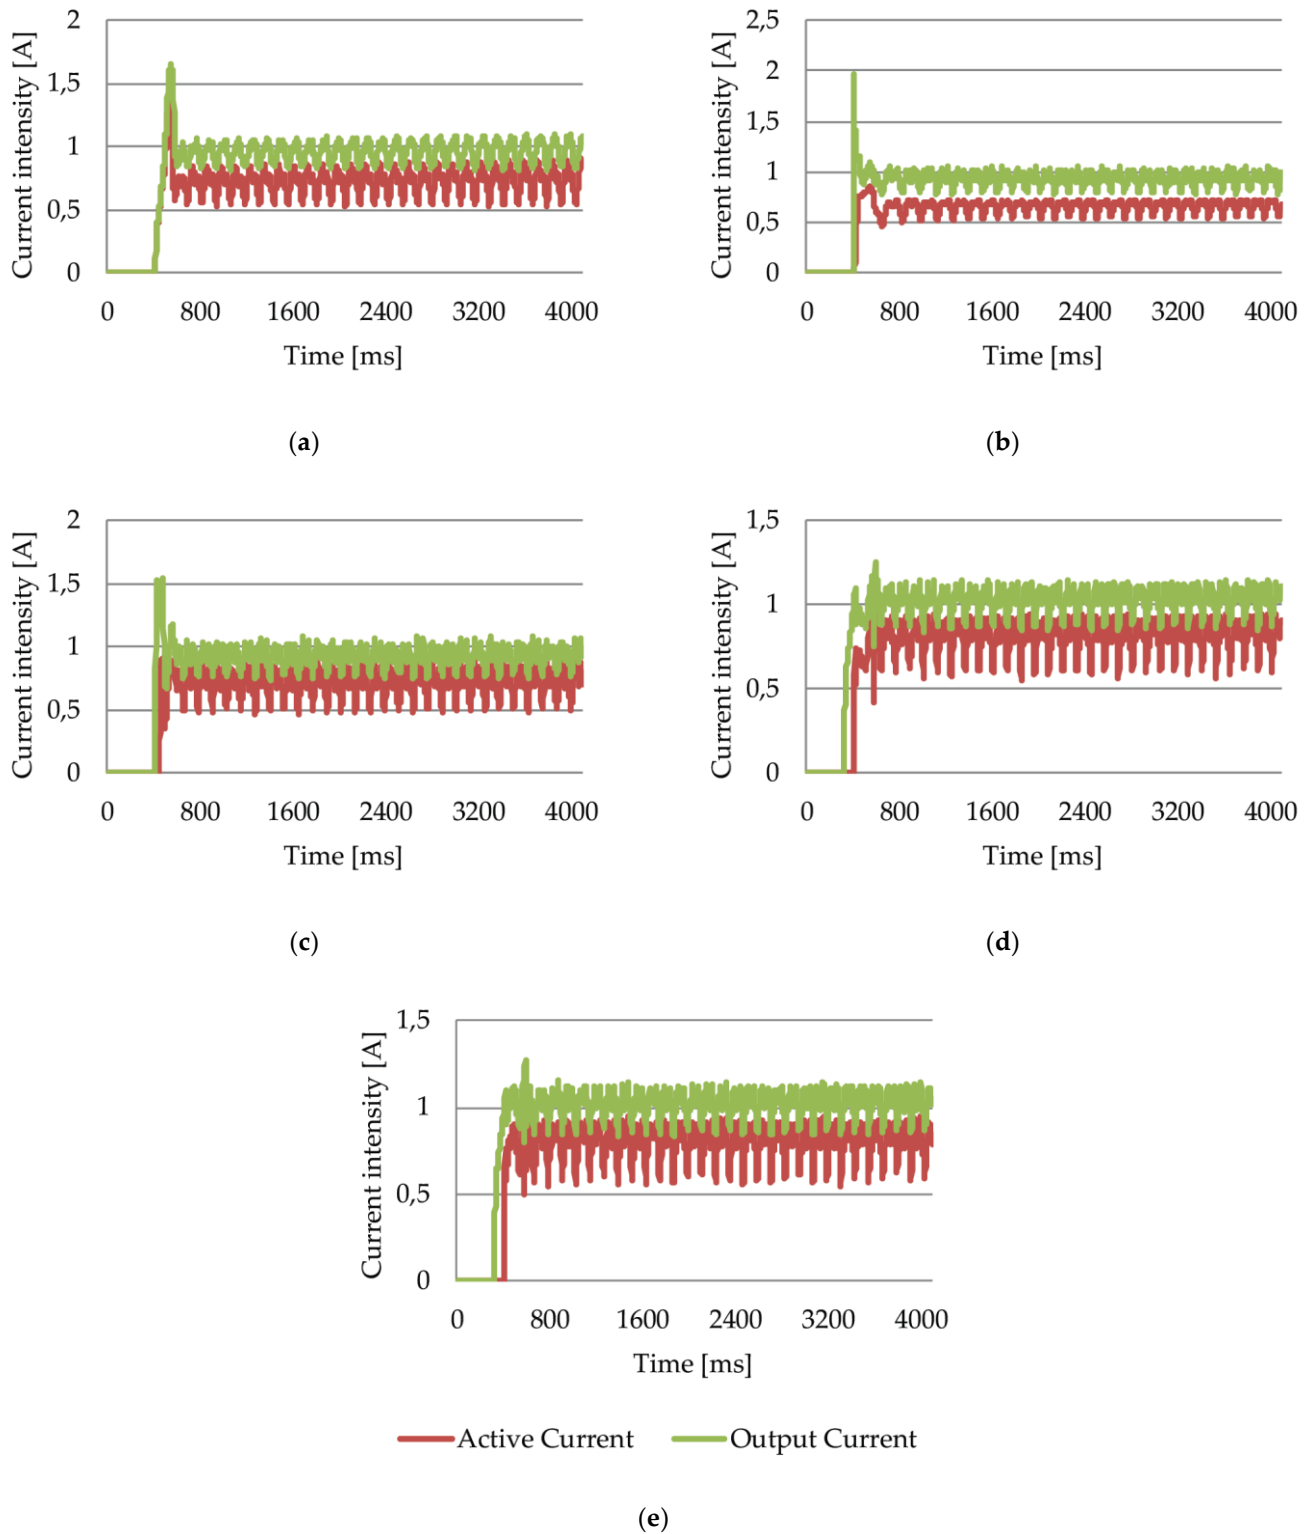 Current intensity [A]
2
1,5
1
0,5
0
0 800 1600 2400 3200 4000
Time [ms]
(a)
Current intensity [A]
2,5
2
1,5
1
0,5
0
0 800 1600 2400 3200 4000
Time [ms]
(b)
Current intensity [A]
2
1,5
1
0,5
0
0 800 1600 2400 3200 4000
Time [ms]
(c)
Current intensity [A]
1,5
1
0,5
0
0 800 1600 2400 3200 4000
Time [ms]
(d)
Current intensity [A]
1,5
1
0,5
0
0 800 1600 2400 3200 4000
Time [ms]
Active Current Output Current
(e)